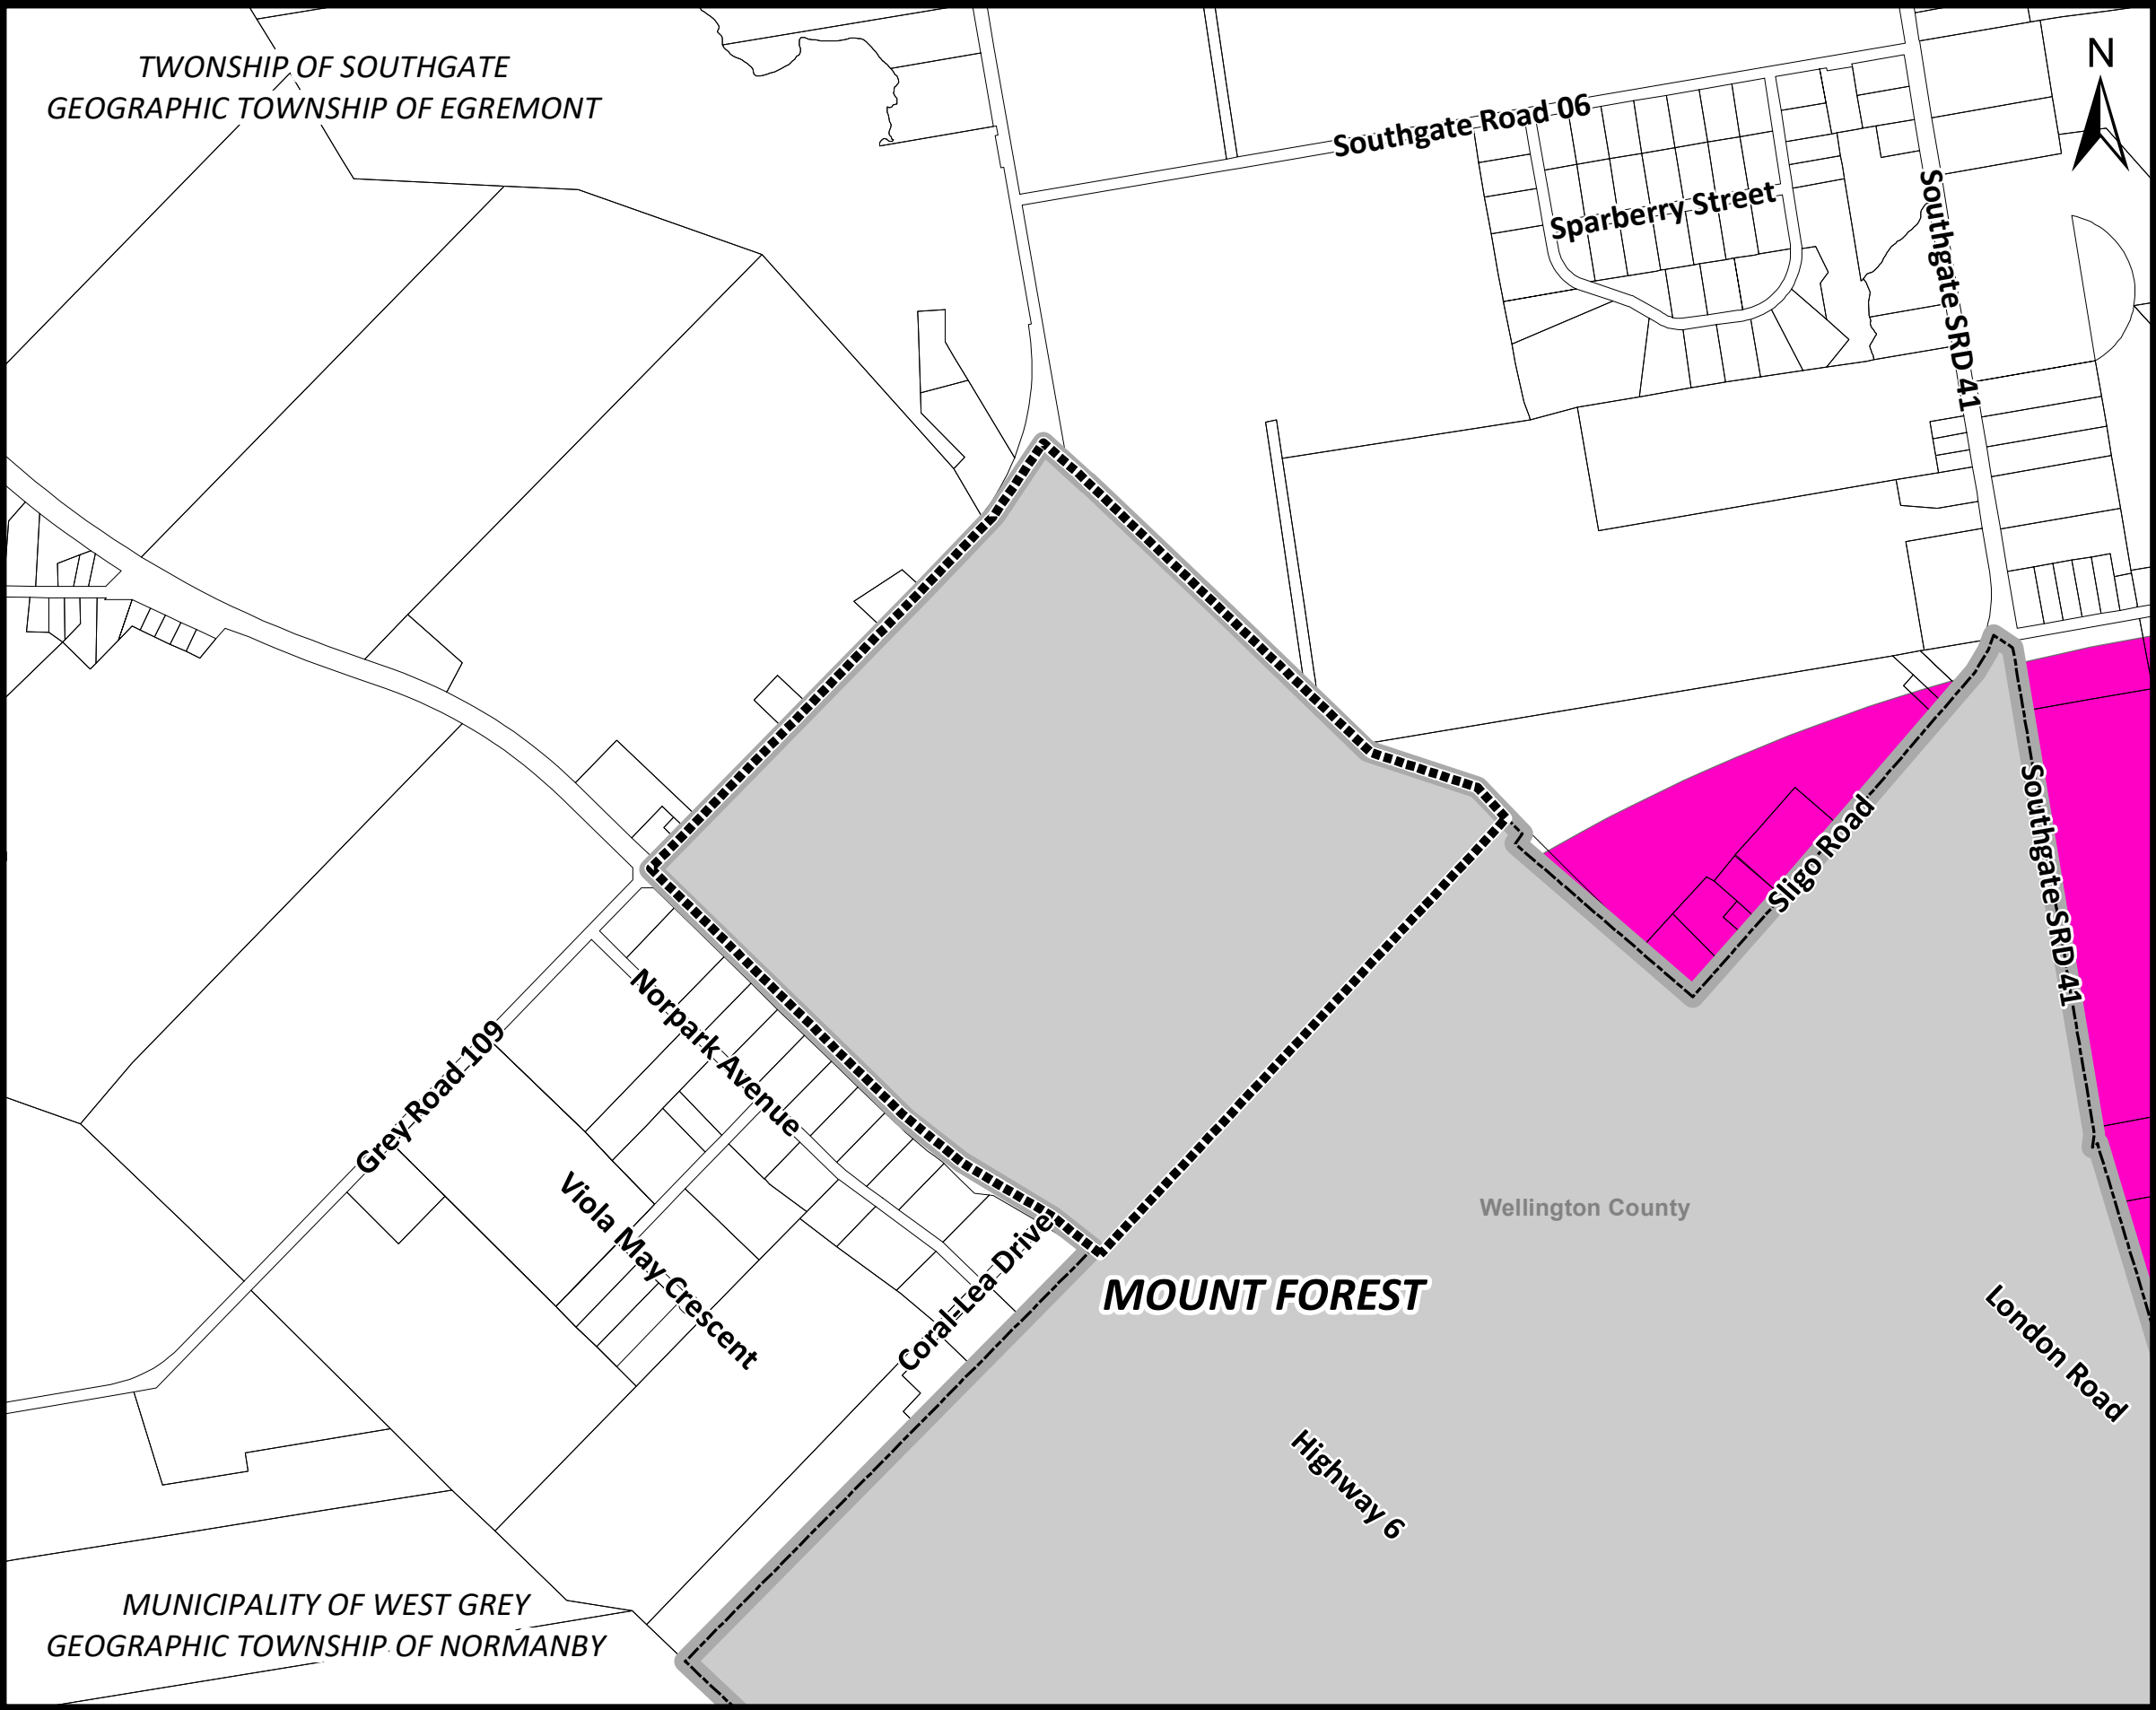 TWONSHIP OF SOUTHGATE
GEOGRAPHIC TOWNSHIP OF EGREMONT
N
Southgate Road 06
Sparberry Street
Southgate SRD 41
Sligo Road
Southgate SRD 41
Norpark Avenue
Grey Road 109
Viola May Crescent
Coral Lea Drive
Wellington County
MOUNT FOREST
London Road
Highway 6
MUNICIPALITY OF WEST GREY
GEOGRAPHIC TOWNSHIP OF NORMANBY